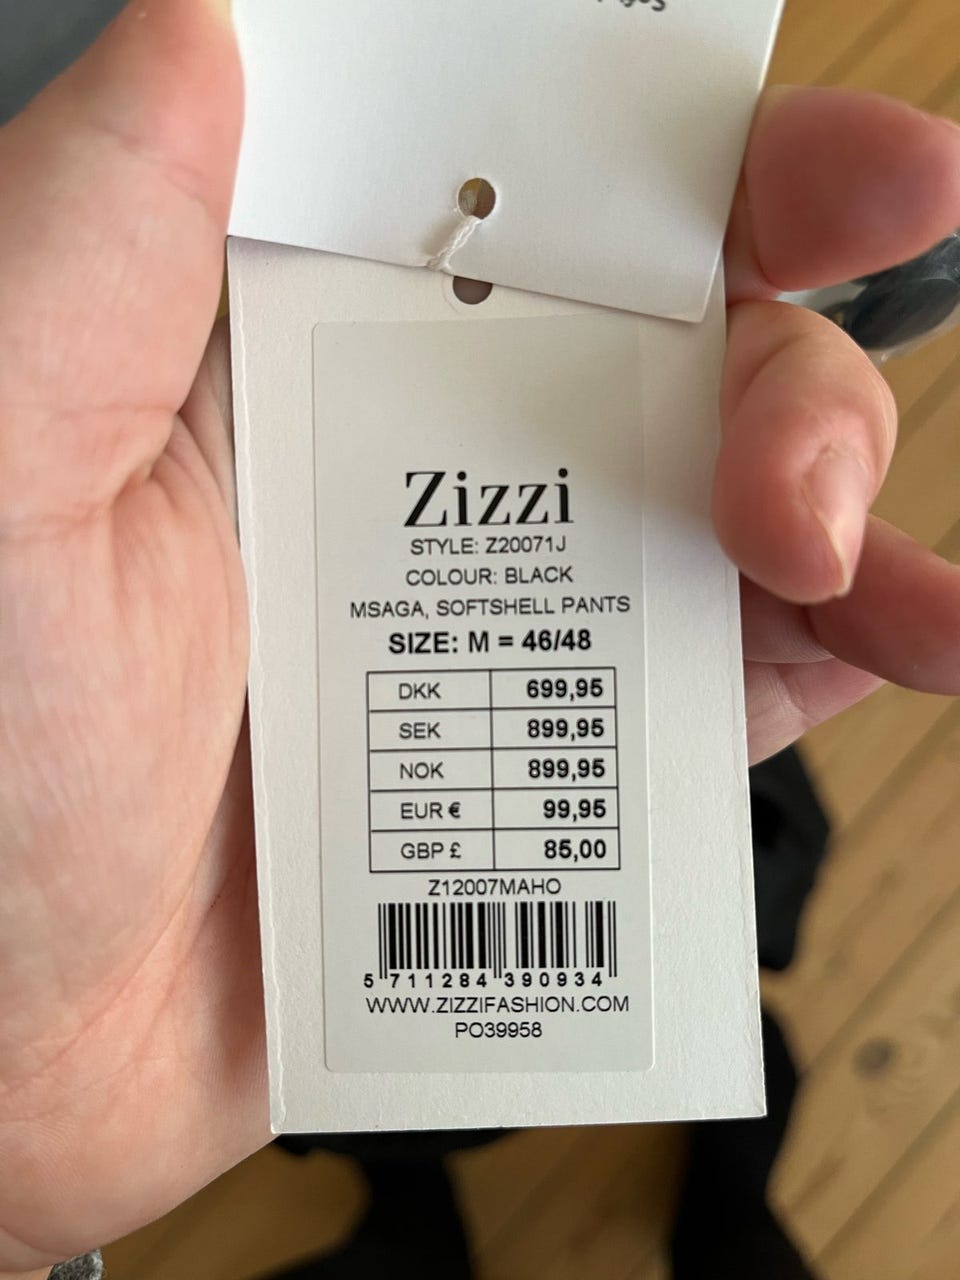 Zizzi
STYLE: Z20071J
COLOUR: BLACK
MSAGA, SOFTSHELL PANTS
SIZE: M = 46/48
DKK 699,95
SEK 899,95
NOK 899,95
EUR € 99,95
GBP £ 85,00
Z12007MAHO
5 711284 390934
WWW.ZIZZIFASHION.COM
PO39958